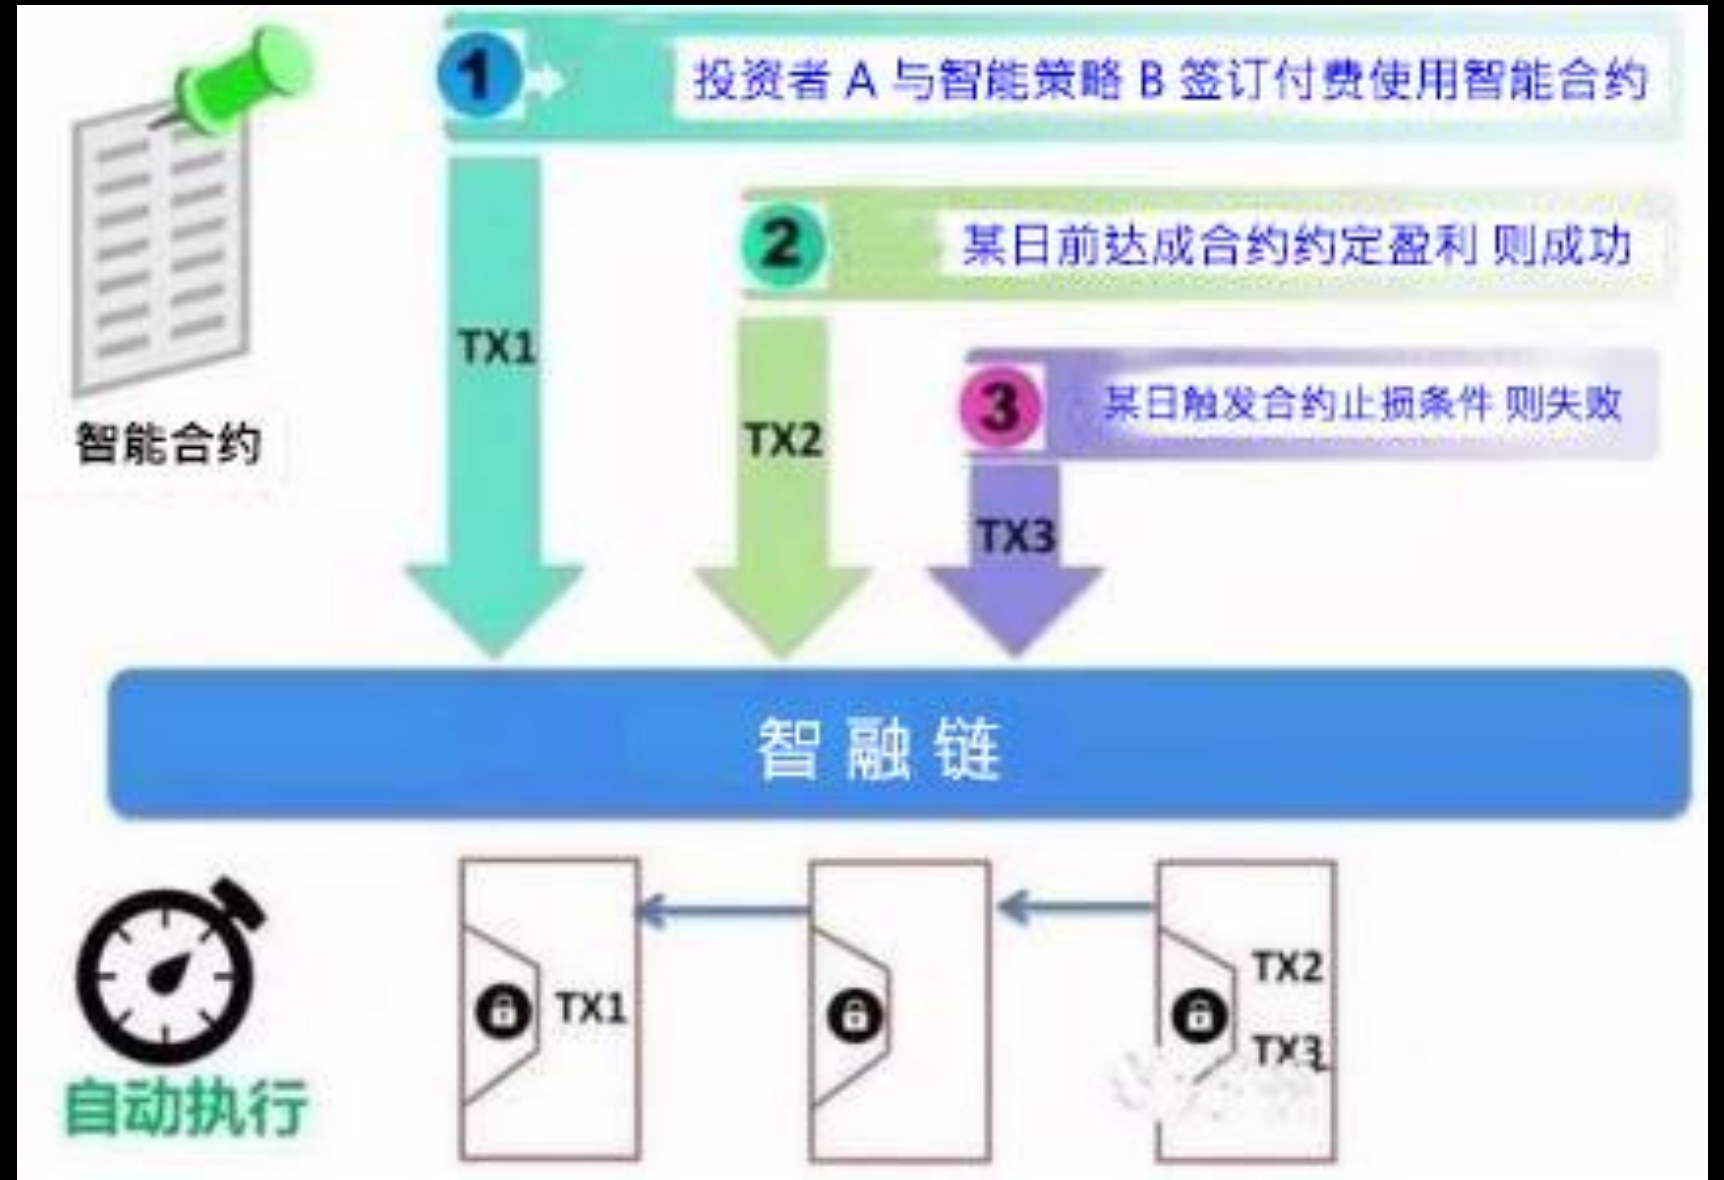 1
投资者 A 与智能策略 B 签订付费使用智能合约
2
某日前达成合约约定盈利 则成功
TX1
3
某日触发合约止损条件 则失败
智能合约
TX2
TX3
智融链
TX1
TX2
TX3
自动执行